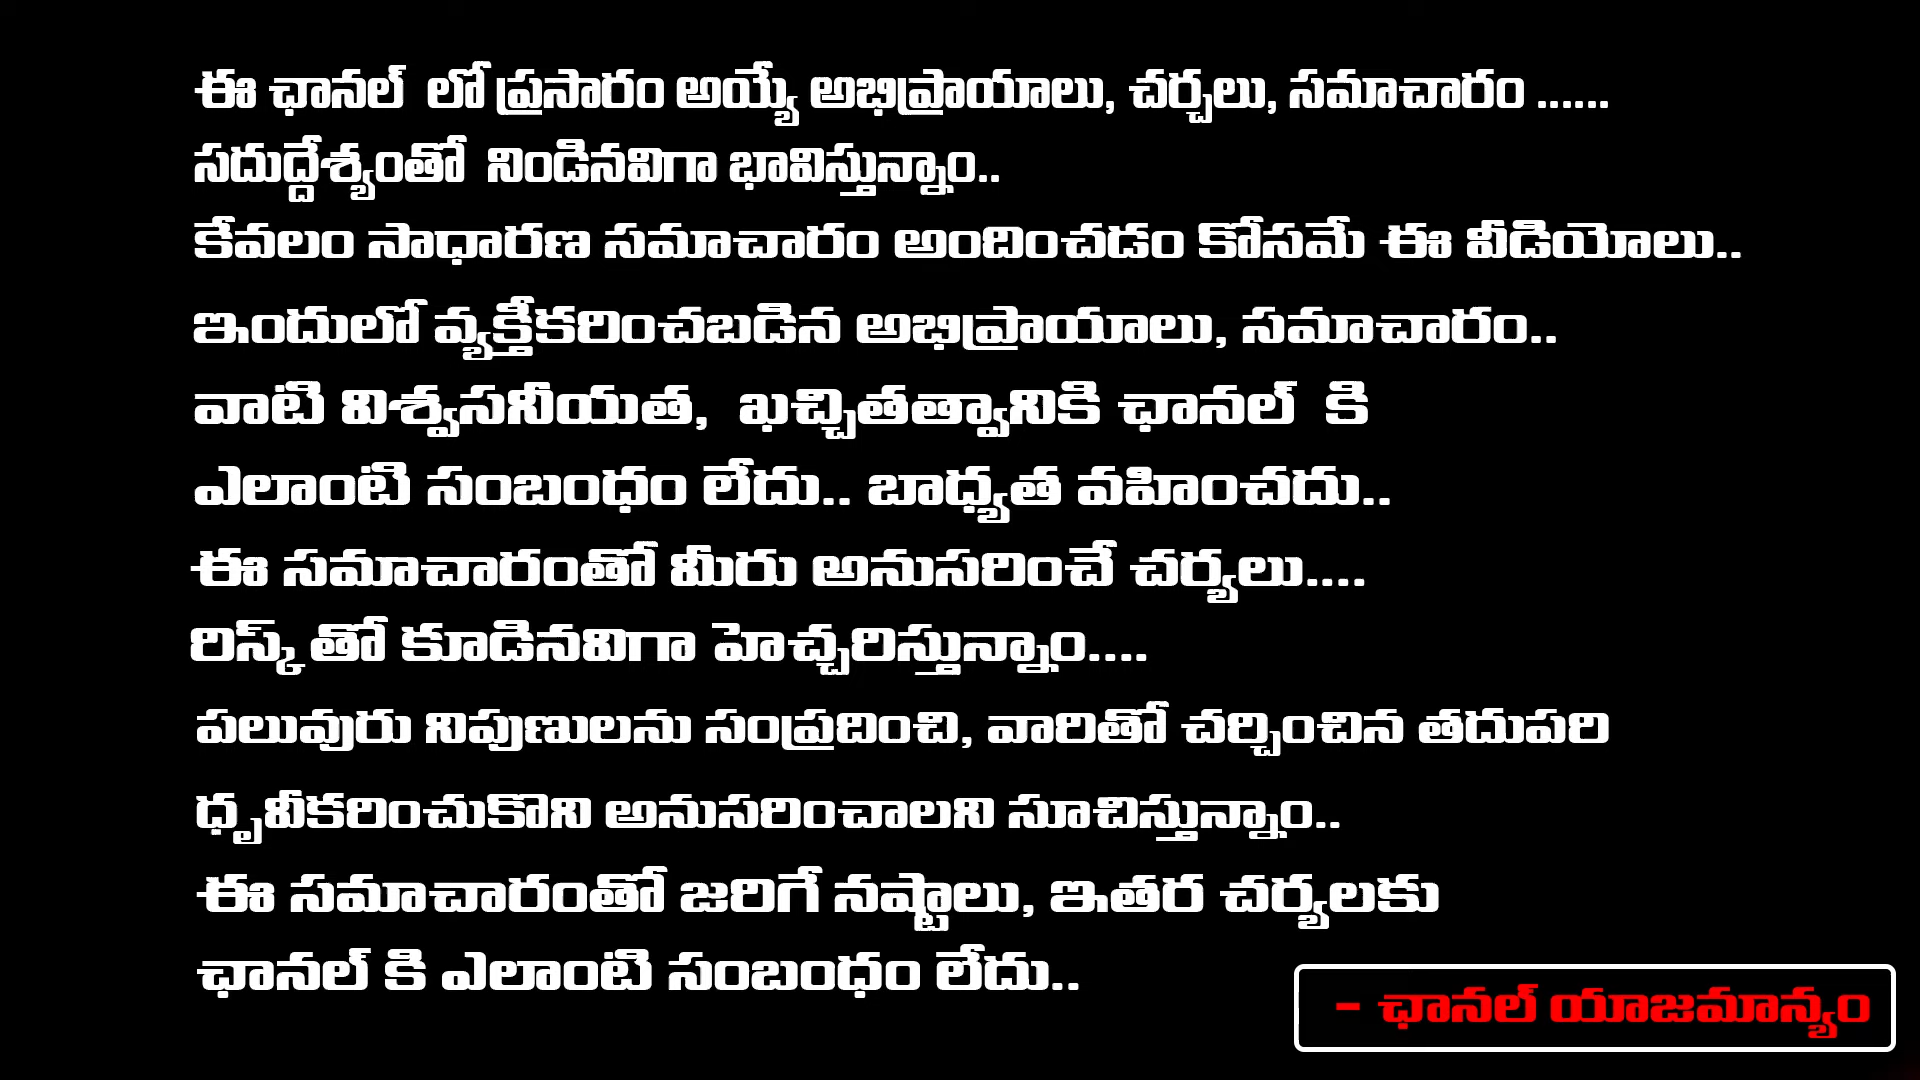 ఈ ఛానల్ లో ప్రసారం అయ్యే అభిప్రాయాలు, చర్చలు, సమాచారం ......
సదుద్దేశ్యంతో నిండినవిగా భావిస్తున్నాం..
కేవలం సాధారణ సమాచారం అందించడం కోసమే ఈ వీడియోలు..
ఇందులో వ్యక్తీకరించబడిన అభిప్రాయాలు, సమాచారం..
వాటి విశ్వసనీయత, ఖచ్చితత్వానికి ఛానల్ కి
ఎలాంటి సంబంధం లేదు.. బాధ్యత వహించదు..
ఈ సమాచారంతో మీరు అనుసరించే చర్యలు....
రిస్క్ తో కూడినవిగా హెచ్చరిస్తున్నాం....
పలువురు నిపుణులను సంప్రదించి, వారితో చర్చించిన తదుపరి
ధృవీకరించుకొని అనుసరించాలని సూచిస్తున్నాం..
ఈ సమాచారంతో జరిగే నష్టాలు, ఇతర చర్యలకు
ఛానల్ కి ఎలాంటి సంబంధం లేదు..
- ఛానల్ యాజమాన్యం